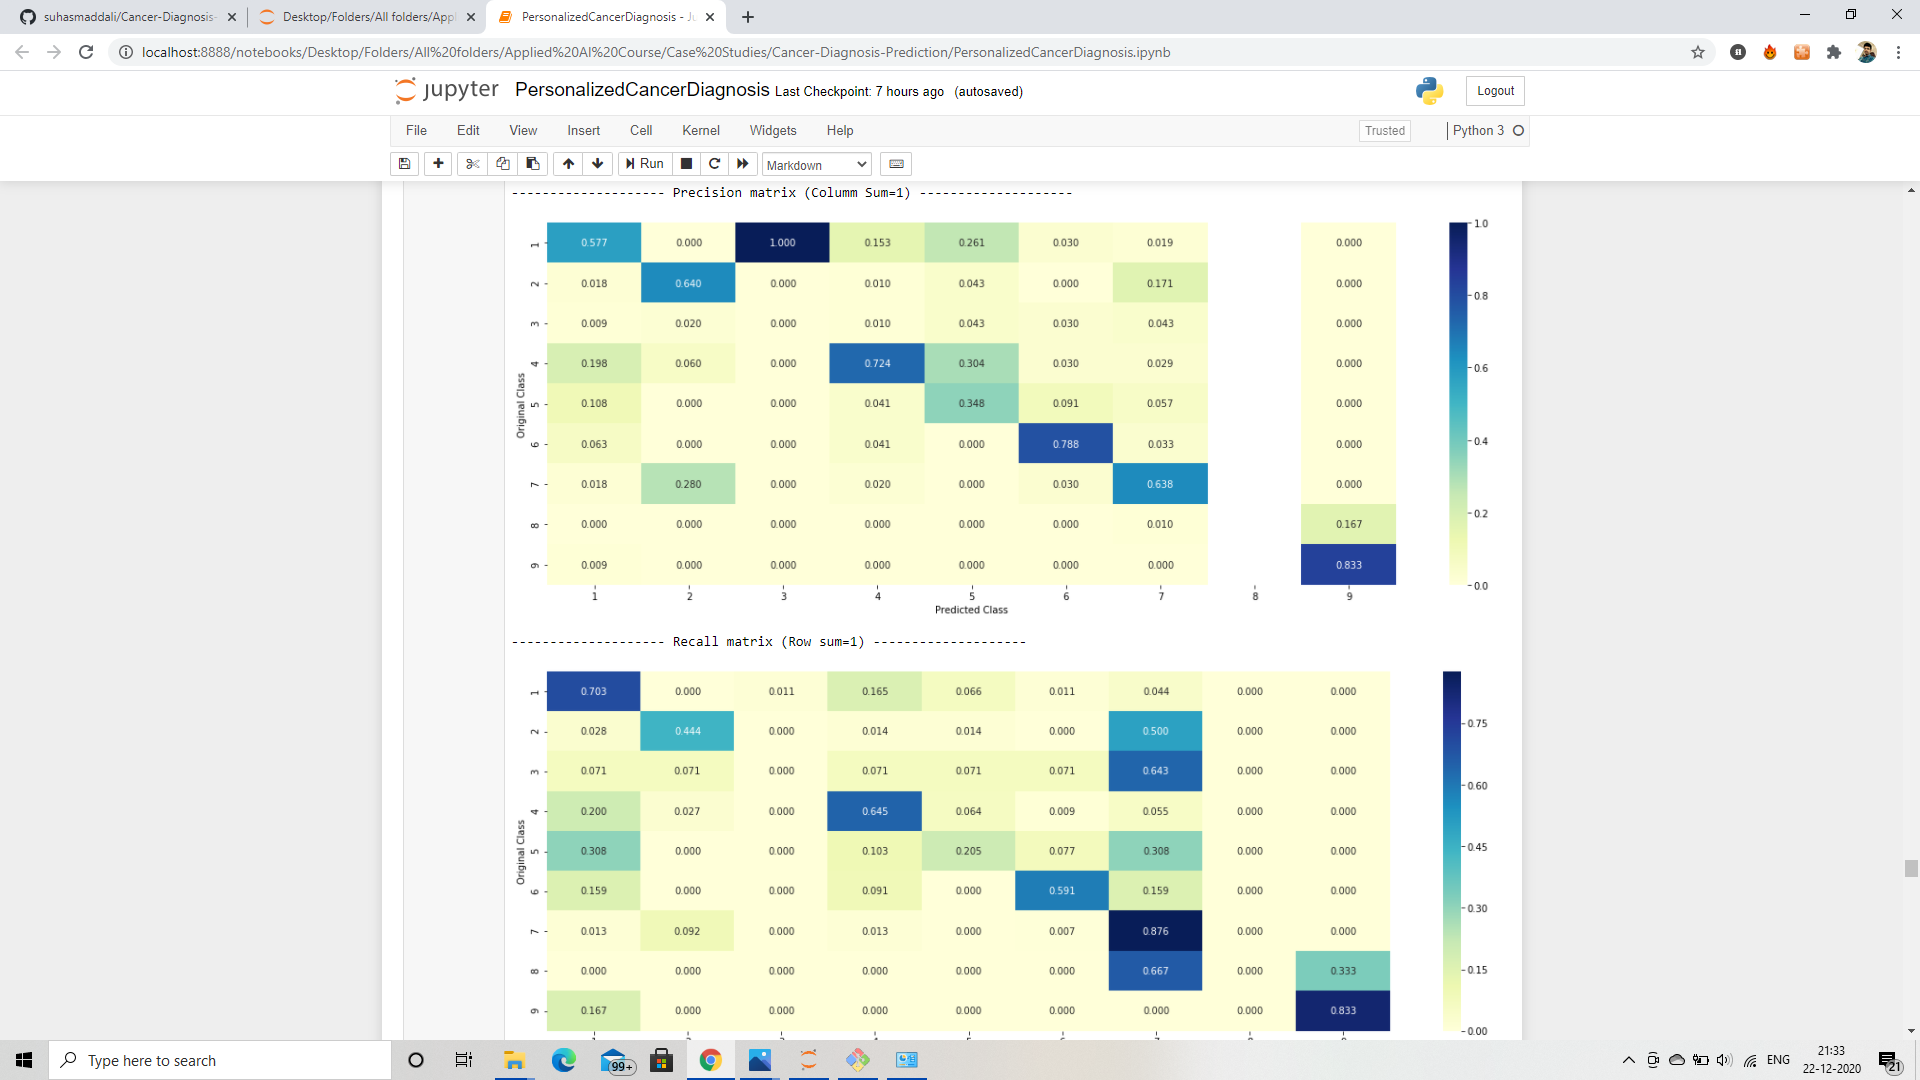 suhasmaddali/Cancer-Diagnosis-
Desktop/Folders/All folders/Appl
PersonalizedCancerDiagnosis - Ju
localhost:8888/notebooks/Desktop/Folders/All%20folders/Applied%20AI%20Course/Case%20Studies/Cancer-Diagnosis-Prediction/PersonalizedCancerDiagnosis.ipynb
jupyter PersonalizedCancerDiagnosis Last Checkpoint: 7 hours ago (autosaved)
Logout
File Edit View Insert Cell Kernel Widgets Help
Trusted
Python 3
Run
Markdown
-------------------- Precision matrix (Columm Sum=1) --------------------
1 0.577 0.000 1.000 0.153 0.261 0.030 0.019 0.000
2 0.018 0.640 0.000 0.010 0.043 0.000 0.171 0.000
3 0.009 0.020 0.000 0.010 0.043 0.030 0.043 0.000
4 0.198 0.060 0.000 0.724 0.304 0.030 0.029 0.000
5 0.108 0.000 0.000 0.041 0.348 0.091 0.057 0.000
6 0.063 0.000 0.000 0.041 0.000 0.788 0.033 0.000
7 0.018 0.280 0.000 0.020 0.000 0.030 0.638 0.000
8 0.000 0.000 0.000 0.000 0.000 0.000 0.010 0.167
9 0.009 0.000 0.000 0.000 0.000 0.000 0.000 0.833
1 2 3 4 5 6 7 8 9
Original Class
Predicted Class
1.0
0.8
0.6
0.4
0.2
0.0
-------------------- Recall matrix (Row sum=1) --------------------
1 0.703 0.000 0.011 0.165 0.066 0.011 0.044 0.000 0.000
2 0.028 0.444 0.000 0.014 0.014 0.000 0.500 0.000 0.000
3 0.071 0.071 0.000 0.071 0.071 0.071 0.643 0.000 0.000
4 0.200 0.027 0.000 0.645 0.064 0.009 0.055 0.000 0.000
5 0.308 0.000 0.000 0.103 0.205 0.077 0.308 0.000 0.000
6 0.159 0.000 0.000 0.091 0.000 0.591 0.159 0.000 0.000
7 0.013 0.092 0.000 0.013 0.000 0.007 0.876 0.000 0.000
8 0.000 0.000 0.000 0.000 0.000 0.000 0.667 0.000 0.333
9 0.167 0.000 0.000 0.000 0.000 0.000 0.000 0.000 0.833
Original Class
0.75
0.60
0.45
0.30
0.15
0.00
Type here to search
99+
ENG
21:33
22-12-2020
21